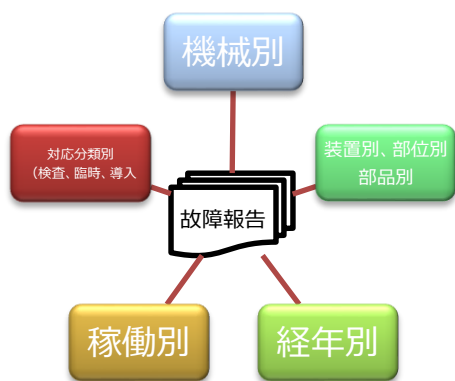 機械別
対応分類別
（検査、臨時、導入
装置別、部位別
部品別
故障報告
稼働別
経年別